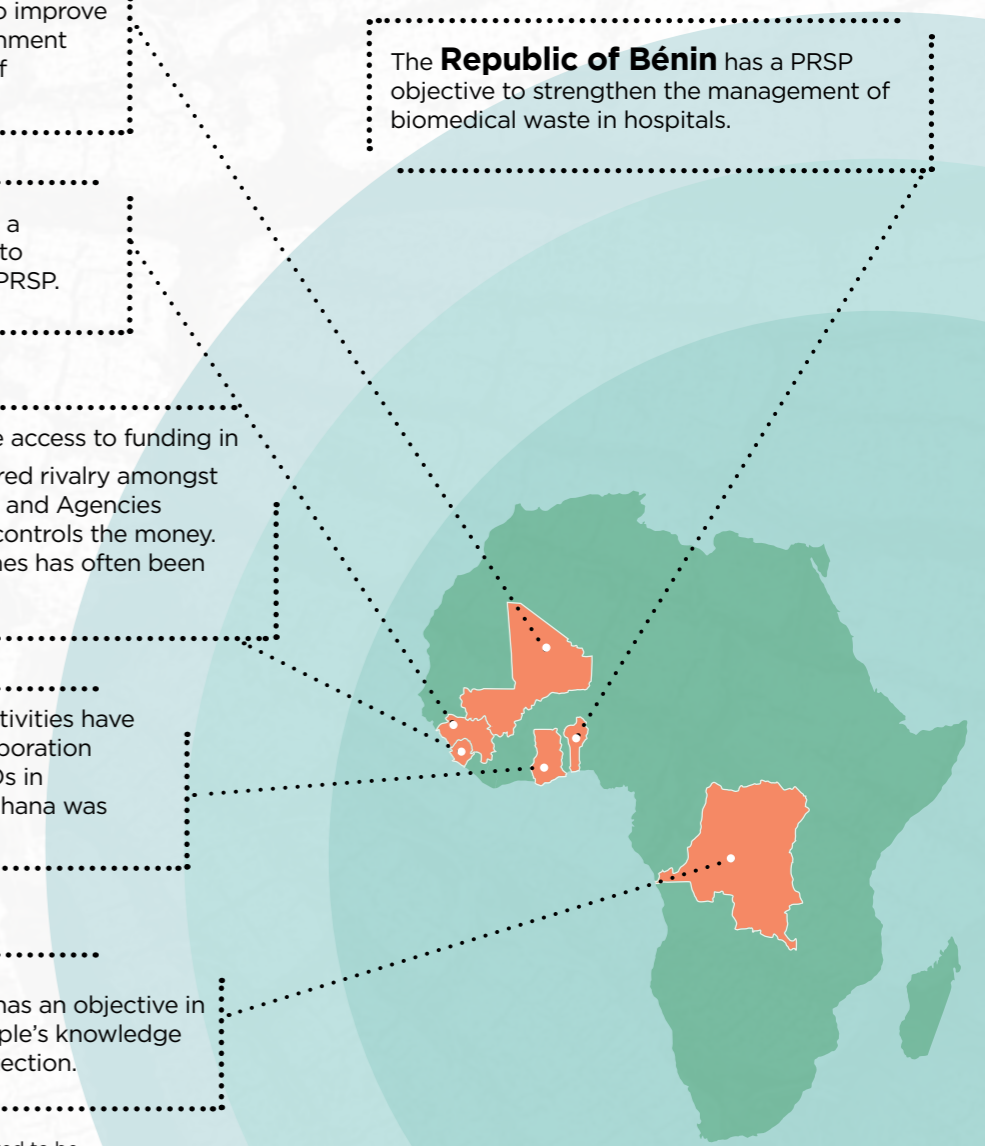 o improve
nment
f
The Republic of Bénin has a PRSP
objective to strengthen the management of
biomedical waste in hospitals.
a
to
PRSP.
e access to funding in
red rivalry amongst
and Agencies
controls the money.
nes has often been
tivities have
poration
Os in
hana was
has an objective in
ple’s knowledge
ection.